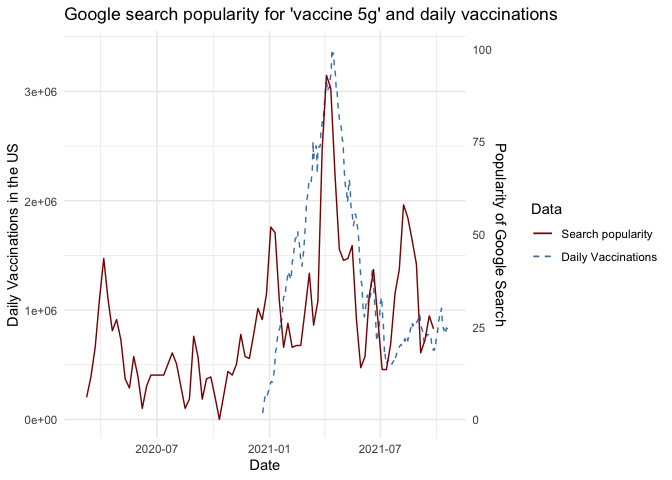 Google search popularity for 'vaccine 5g' and daily vaccinations
Daily Vaccinations in the US
3e+06
2e+06
1e+06
0e+00
100
75
50
25
0
Popularity of Google Search
2020-07
2021-01
2021-07
Date
Data
Search popularity
Daily Vaccinations